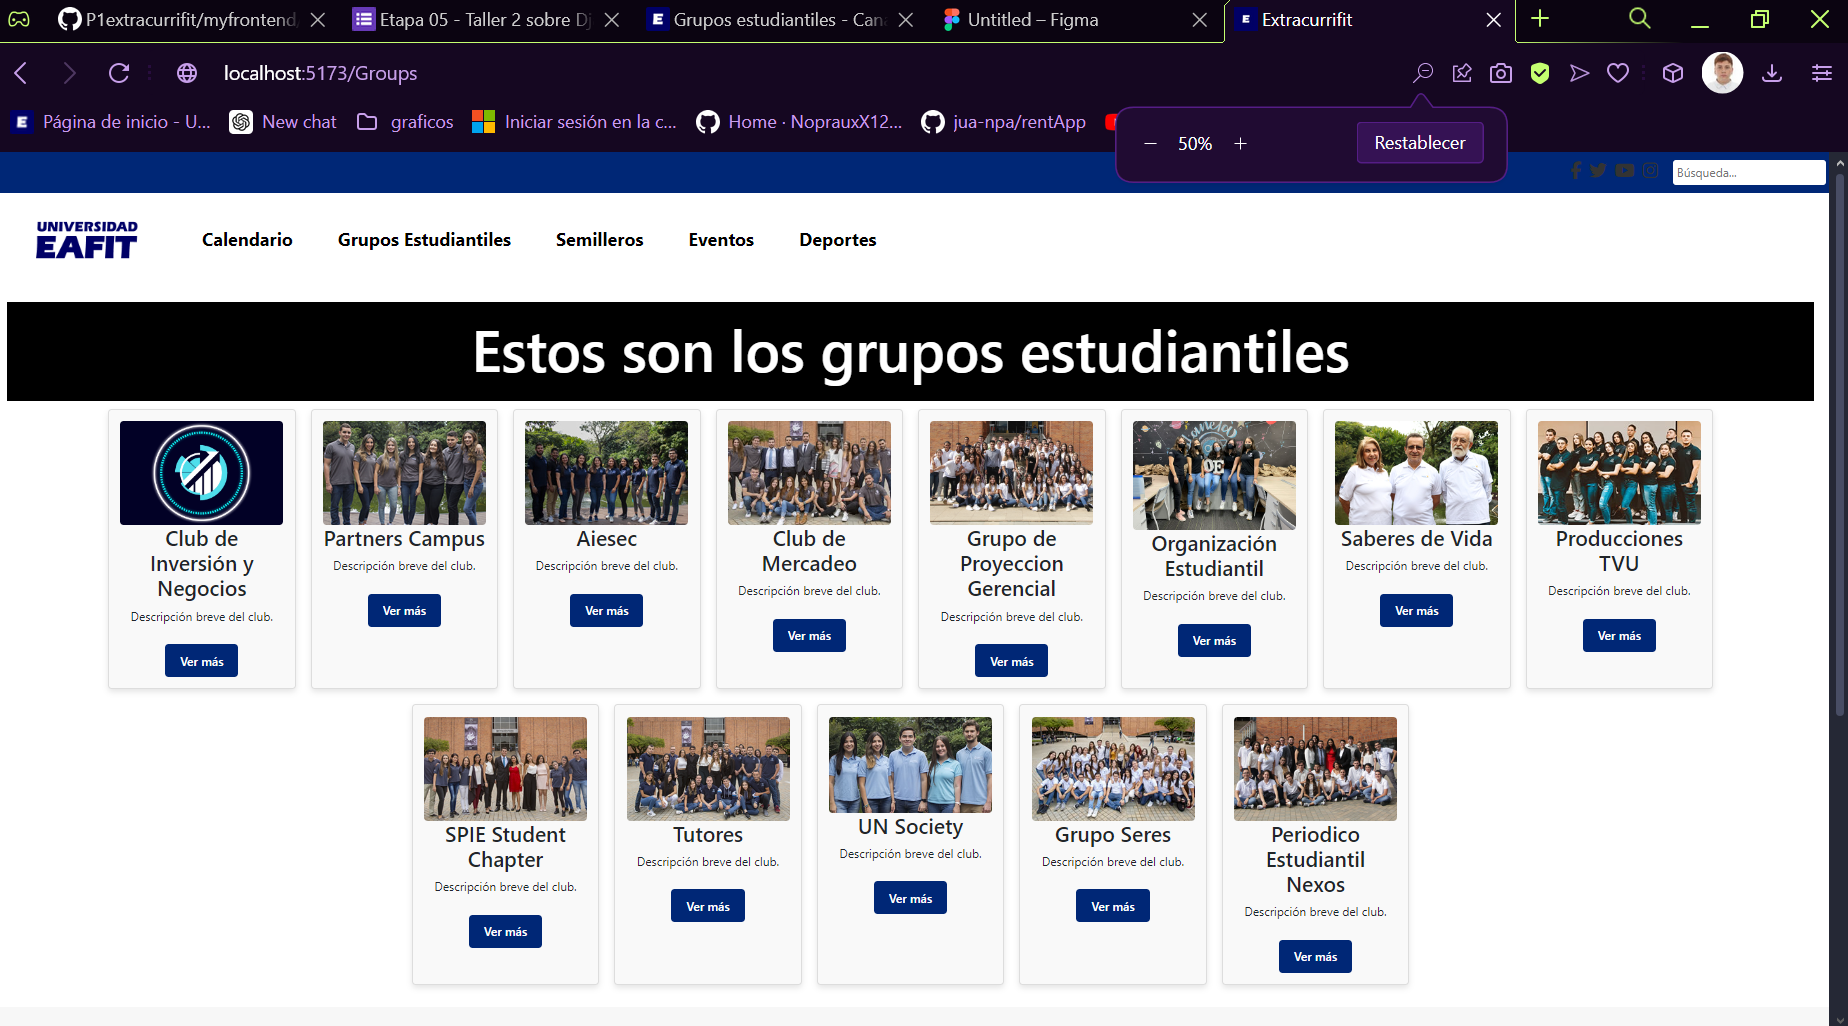 P1extracurrifit/myfrontend/
Etapa 05 - Taller 2 sobre Dj
Grupos estudiantiles - Cana
Untitled – Figma
Extracurrifit
localhost:5173/Groups
Página de inicio - U...
New chat
graficos
Iniciar sesión en la c...
Home · NoprauxX12...
jua-npa/rentApp
50%
Restablecer
Búsqueda...
UNIVERSIDAD
EAFIT
Calendario
Grupos Estudiantiles
Semilleros
Eventos
Deportes
Estos son los grupos estudiantiles
Club de
Inversión y
Negocios
Descripción breve del club.
Ver más
Partners Campus
Descripción breve del club.
Ver más
Aiesec
Descripción breve del club.
Ver más
Club de
Mercadeo
Descripción breve del club.
Ver más
Grupo de
Proyeccion
Gerencial
Descripción breve del club.
Ver más
OE
Organización
Estudiantil
Descripción breve del club.
Ver más
Saberes de Vida
Descripción breve del club.
Ver más
Producciones
TVU
Descripción breve del club.
Ver más
SPIE Student
Chapter
Descripción breve del club.
Ver más
Tutores
Descripción breve del club.
Ver más
UN Society
Descripción breve del club.
Ver más
Grupo Seres
Descripción breve del club.
Ver más
Periodico
Estudiantil
Nexos
Descripción breve del club.
Ver más